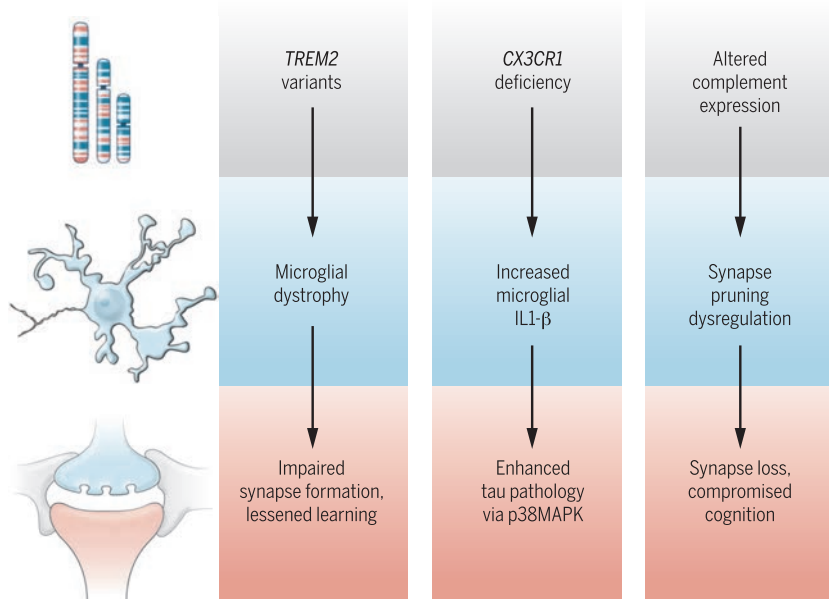 TREM2
variants
Microglial
dystrophy
Impaired
synapse formation,
lessened learning
CX3CR1
deficiency
Increased
microglial
IL1-β
Enhanced
tau pathology
via p38MAPK
Altered
complement
expression
Synapse
pruning
dysregulation
Synapse loss,
compromised
cognition